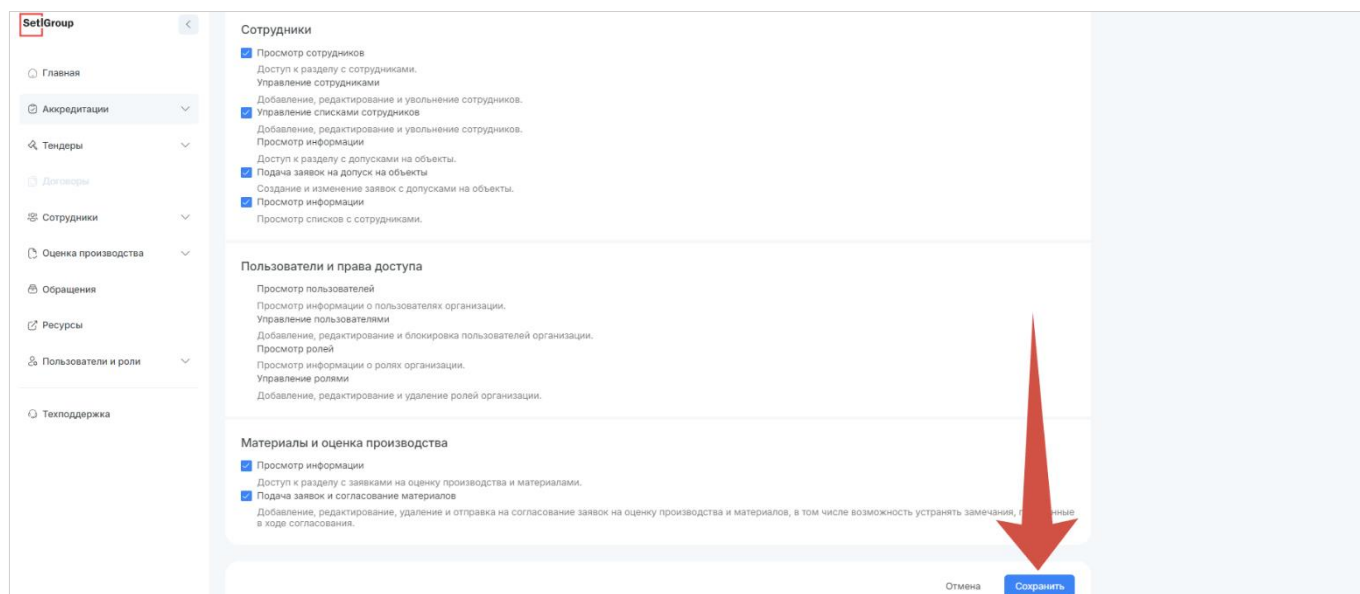 SetlGroup
Главная
Аккредитации
Тендеры
Договоры
Сотрудники
Оценка производства
Обращения
Ресурсы
Пользователи и роли
Техподдержка
Сотрудники
Просмотр сотрудников
Доступ к разделу с сотрудниками.
Управление сотрудниками
Добавление, редактирование и увольнение сотрудников.
Управление списками сотрудников
Добавление, редактирование и увольнение сотрудников.
Просмотр информации
Доступ к разделу с допусками на объекты.
Подача заявок на допуск на объекты
Создание и изменение заявок с допусками на объекты.
Просмотр информации
Просмотр списков с сотрудниками.
Пользователи и права доступа
Просмотр пользователей
Просмотр информации о пользователях организации.
Управление пользователями
Добавление, редактирование и блокировка пользователей организации.
Просмотр ролей
Просмотр информации о ролях организации.
Управление ролями
Добавление, редактирование и удаление ролей организации.
Материалы и оценка производства
Просмотр информации
Доступ к разделу с заявками на оценку производства и материалами.
Подача заявок и согласование материалов
Добавление, редактирование, удаление и отправка на согласование заявок на оценку производства и материалов, в том числе возможность устранять замечания,
в ходе согласования.
Отмена
Сохранить